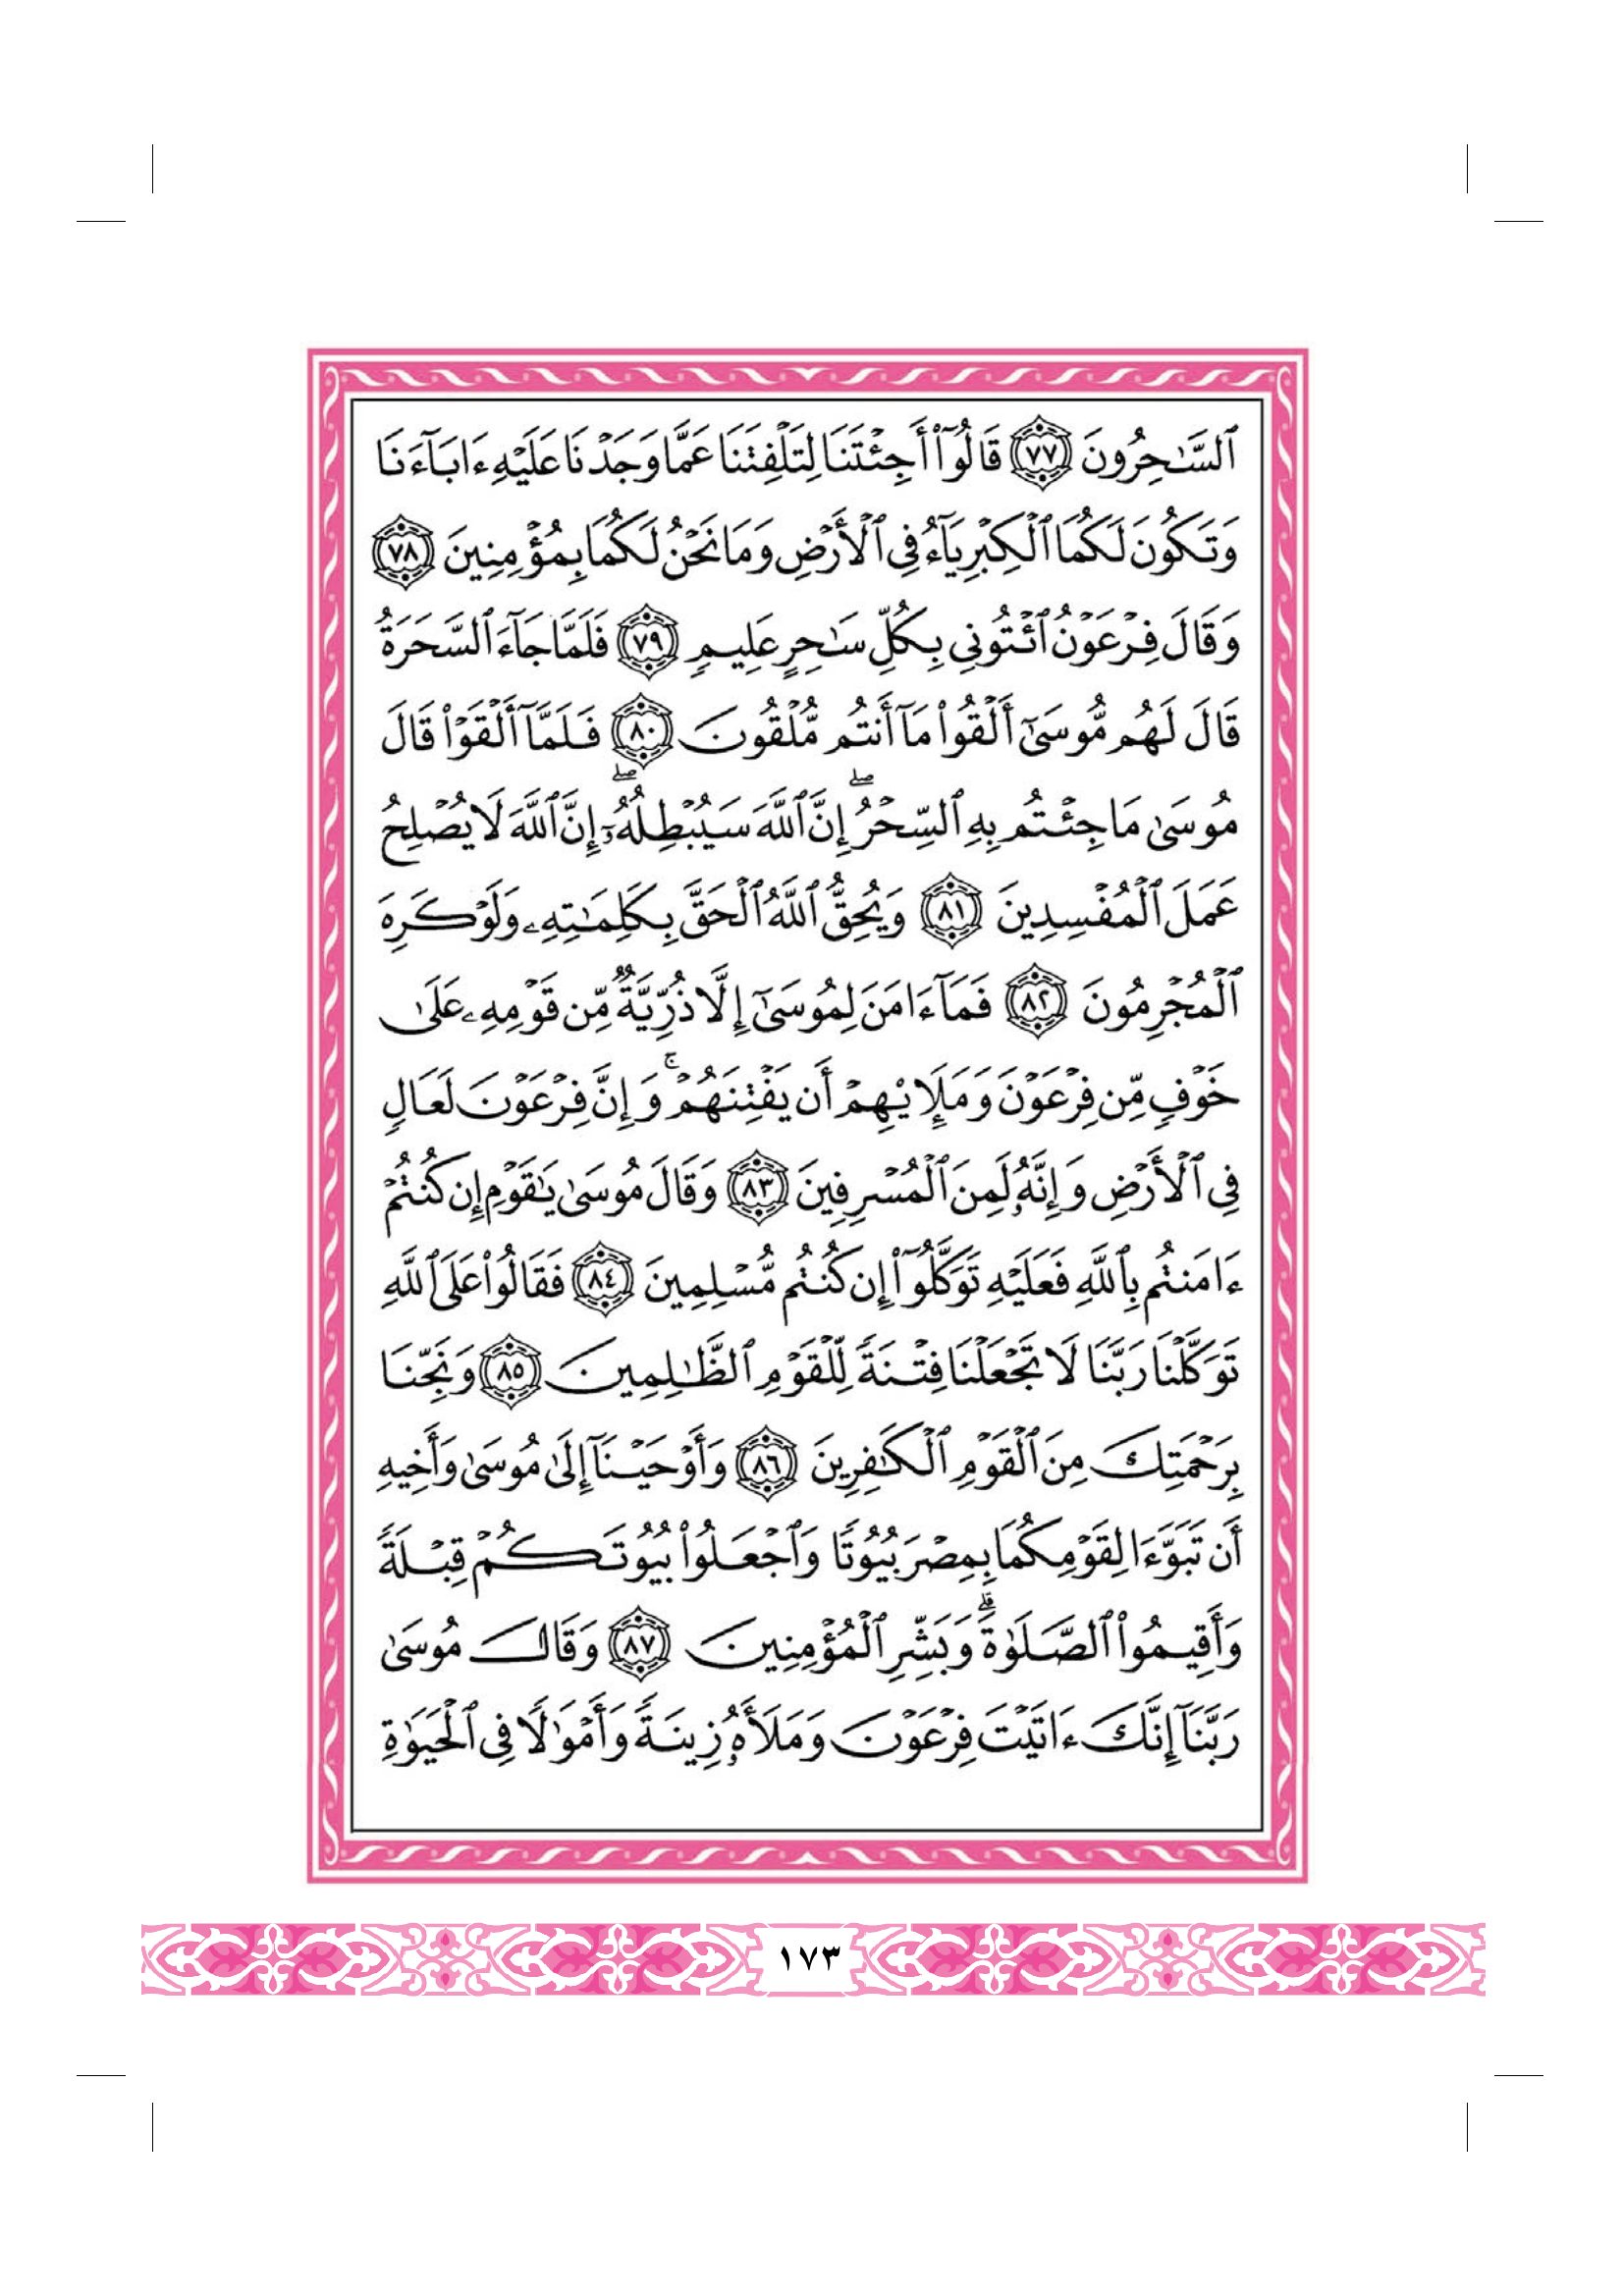 ٱلسَّٰحِرُونَ ٧٧ قَالُوٓا۟ أَجِئْتَنَا لِتَلْفِتَنَا عَمَّا وَجَدْنَا عَلَيْهِ ءَابَآءَنَا
وَتَكُونَ لَكُمَا ٱلْكِبْرِيَآءُ فِى ٱلْأَرْضِ وَمَا نَحْنُ لَكُمَا بِمُؤْمِنِينَ ٧٨
وَقَالَ فِرْعَوْنُ ٱئْتُونِى بِكُلِّ سَٰحِرٍ عَلِيمٍ ٧٩ فَلَمَّا جَآءَ ٱلسَّحَرَةُ
قَالَ لَهُم مُّوسَىٰٓ أَلْقُوا۟ مَآ أَنتُم مُّلْقُونَ ٨٠ فَلَمَّآ أَلْقَوْا۟ قَالَ
مُوسَىٰ مَا جِئْتُم بِهِ ٱلسِّحْرُ ۖ إِنَّ ٱللَّهَ سَيُبْطِلُهُۥٓ ۖ إِنَّ ٱللَّهَ لَا يُصْلِحُ
عَمَلَ ٱلْمُفْسِدِينَ ٨١ وَيُحِقُّ ٱللَّهُ ٱلْحَقَّ بِكَلِمَٰتِهِۦ وَلَوْ كَرِهَ
ٱلْمُجْرِمُونَ ٨٢ فَمَآ ءَامَنَ لِمُوسَىٰٓ إِلَّا ذُرِّيَّةٌ مِّن قَوْمِهِۦ عَلَىٰ
خَوْفٍ مِّن فِرْعَوْنَ وَمَلَإِي۟هِمْ أَن يَفْتِنَهُمْ ۚ وَإِنَّ فِرْعَوْنَ لَعَالٍ
فِى ٱلْأَرْضِ وَإِنَّهُۥ لَمِنَ ٱلْمُسْرِفِينَ ٨٣ وَقَالَ مُوسَىٰ يَٰقَوْمِ إِن كُنتُمْ
ءَامَنتُم بِٱللَّهِ فَعَلَيْهِ تَوَكَّلُوٓا۟ إِن كُنتُم مُّسْلِمِينَ ٨٤ فَقَالُوا۟ عَلَى ٱللَّهِ
تَوَكَّلْنَا رَبَّنَا لَا تَجْعَلْنَا فِتْنَةً لِّلْقَوْمِ ٱلظَّٰلِمِينَ ٨٥ وَنَجِّنَا
بِرَحْمَتِكَ مِنَ ٱلْقَوْمِ ٱلْكَٰفِرِينَ ٨٦ وَأَوْحَيْنَآ إِلَىٰ مُوسَىٰ وَأَخِيهِ
أَن تَبَوَّءَا لِقَوْمِكُمَا بِمِصْرَ بُيُوتًا وَٱجْعَلُوا۟ بُيُوتَكُمْ قِبْلَةً
وَأَقِيمُوا۟ ٱلصَّلَوٰةَ ۗ وَبَشِّرِ ٱلْمُؤْمِنِينَ ٨٧ وَقَالَ مُوسَىٰ
رَبَّنَآ إِنَّكَ ءَاتَيْتَ فِرْعَوْنَ وَمَلَأَهُۥ زِينَةً وَأَمْوَٰلًا فِى ٱلْحَيَوٰةِ
١٧٣